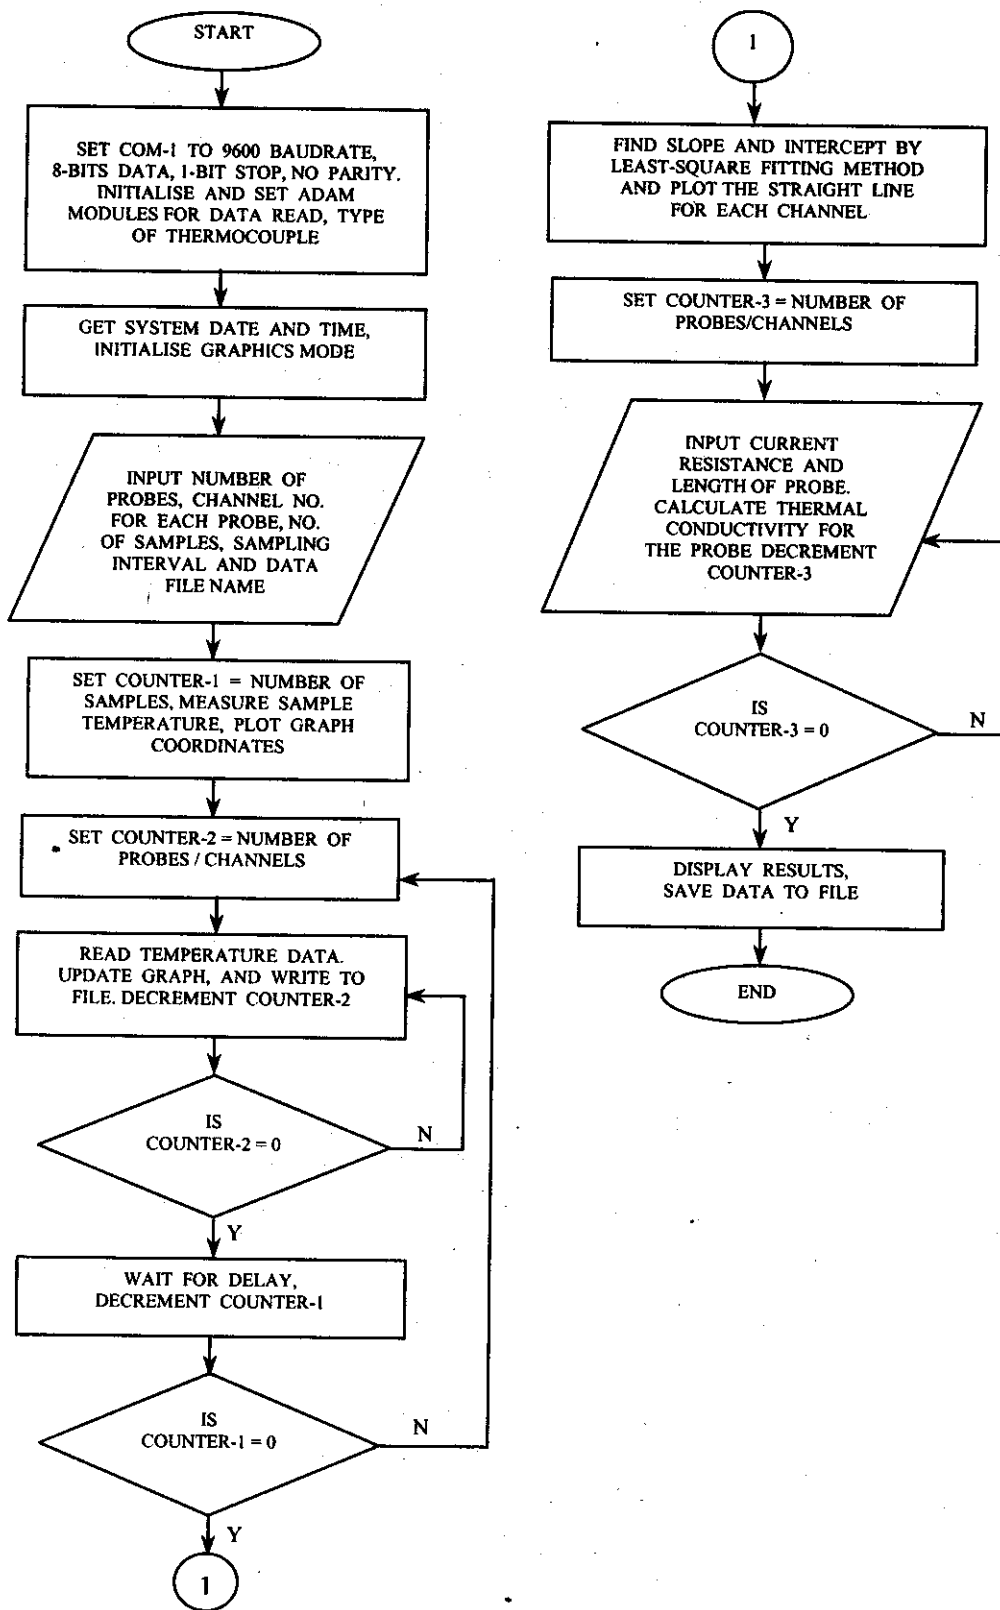 START
SET COM-1 TO 9600 BAUDRATE,
8-BITS DATA, 1-BIT STOP, NO PARITY.
INITIALISE AND SET ADAM
MODULES FOR DATA READ, TYPE
OF THERMOCOUPLE
GET SYSTEM DATE AND TIME,
INITIALISE GRAPHICS MODE
INPUT NUMBER OF
PROBES, CHANNEL NO.
FOR EACH PROBE, NO.
OF SAMPLES, SAMPLING
INTERVAL AND DATA
FILE NAME
SET COUNTER-1 = NUMBER OF
SAMPLES, MEASURE SAMPLE
TEMPERATURE, PLOT GRAPH
COORDINATES
SET COUNTER-2 = NUMBER OF
PROBES / CHANNELS
READ TEMPERATURE DATA.
UPDATE GRAPH, AND WRITE TO
FILE. DECREMENT COUNTER-2
IS
COUNTER-2 = 0
N
Y
WAIT FOR DELAY,
DECREMENT COUNTER-1
IS
COUNTER-1 = 0
N
Y
1
1
FIND SLOPE AND INTERCEPT BY
LEAST-SQUARE FITTING METHOD
AND PLOT THE STRAIGHT LINE
FOR EACH CHANNEL
SET COUNTER-3 = NUMBER OF
PROBES/CHANNELS
INPUT CURRENT
RESISTANCE AND
LENGTH OF PROBE.
CALCULATE THERMAL
CONDUCTIVITY FOR
THE PROBE DECREMENT
COUNTER-3
IS
COUNTER-3 = 0
N
Y
DISPLAY RESULTS,
SAVE DATA TO FILE
END